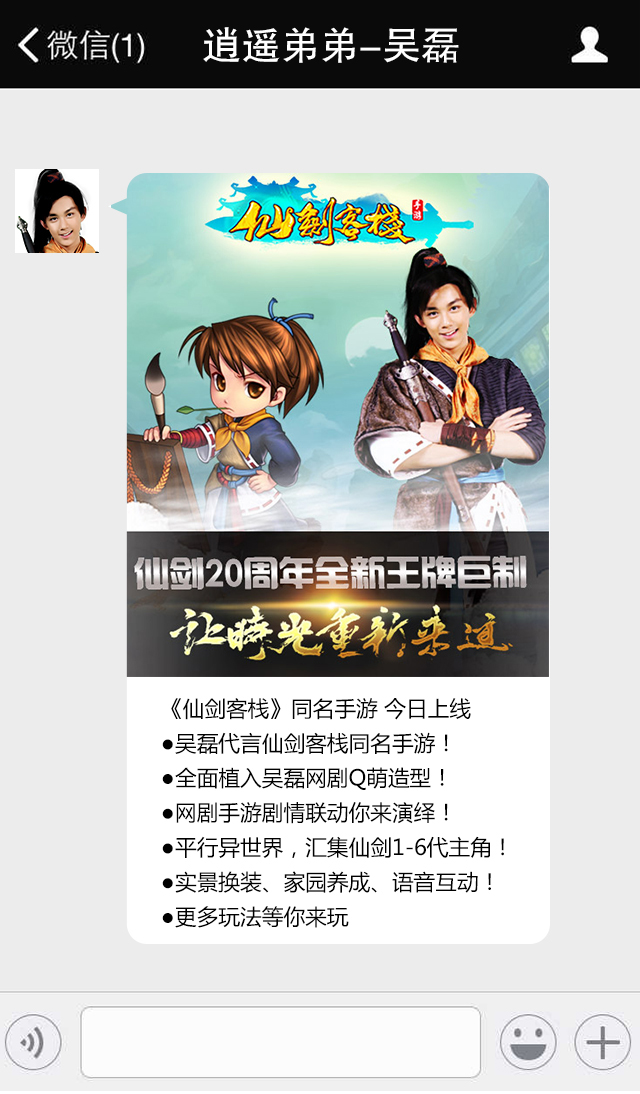 微信(1)
逍遥弟弟–吴磊
仙剑客栈
手游
仙剑20周年全新王牌巨制
让時光重新来过
《仙剑客栈》同名手游 今日上线
●吴磊代言仙剑客栈同名手游！
●全面植入吴磊网剧Q萌造型！
●网剧手游剧情联动你来演绎！
●平行异世界，汇集仙剑1-6代主角！
●实景换装、家园养成、语音互动！
●更多玩法等你来玩